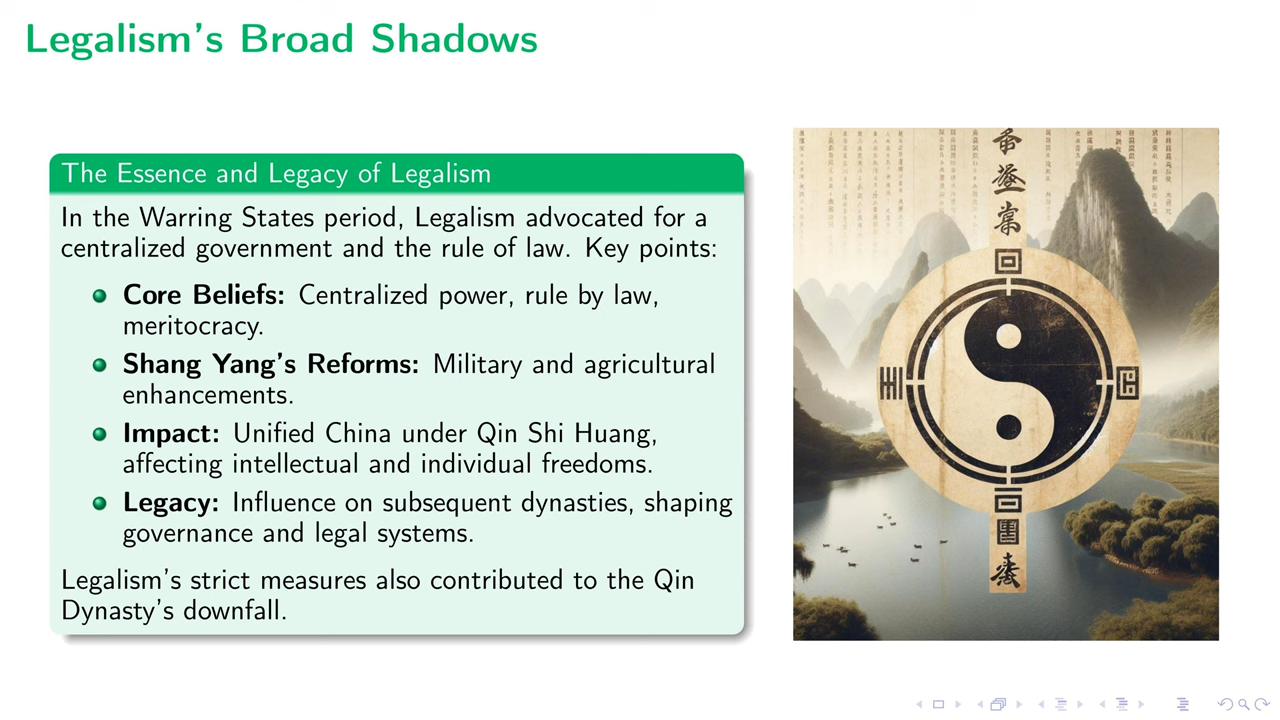 Legalism's Broad Shadows
The Essence and Legacy of Legalism
In the Warring States period, Legalism advocated for a
centralized government and the rule of law. Key points:
Core Beliefs: Centralized power, rule by law,
meritocracy.
Shang Yang's Reforms: Military and agricultural
enhancements.
Impact: Unified China under Qin Shi Huang,
affecting intellectual and individual freedoms.
Legacy: Influence on subsequent dynasties, shaping
governance and legal systems.
Legalism's strict measures also contributed to the Qin
Dynasty's downfall.